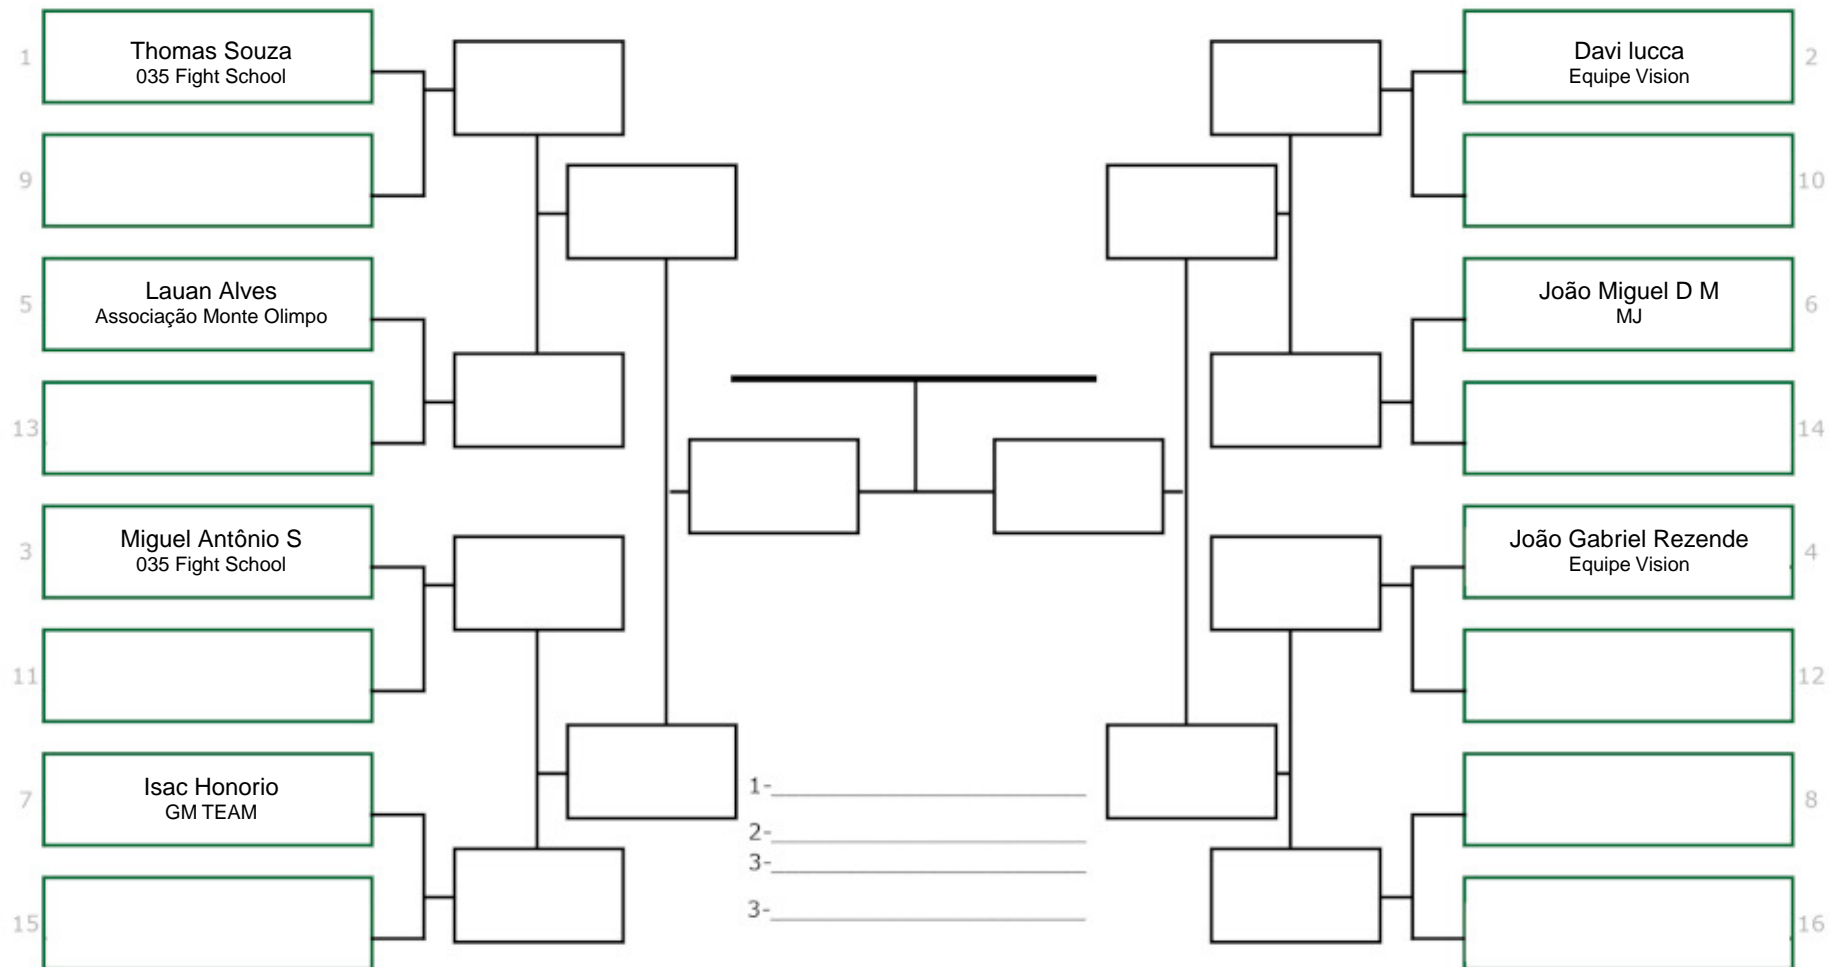 1
Thomas Souza
035 Fight School
9
5
Lauan Alves
Associação Monte Olimpo
13
3
Miguel Antônio S
035 Fight School
11
7
Isac Honorio
GM TEAM
15
1-
2-
3-
3-
Davi lucca
Equipe Vision
2
10
João Miguel D M
MJ
6
14
João Gabriel Rezende
Equipe Vision
4
12
8
16